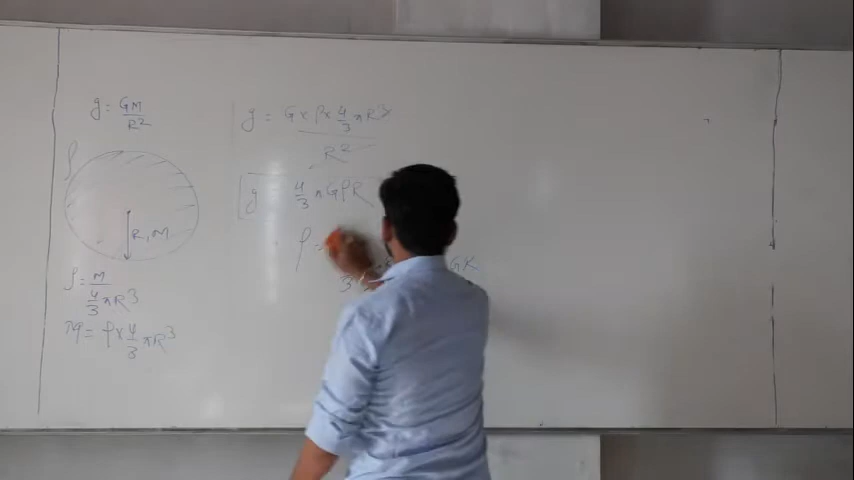 g = GM/R²
ρ
R, M
ρ = M / (4/3 πR³)
M = ρ × 4/3 πR³
g = G × ρ × 4/3 πR³ / R²
g 4/3 πGρR
ρ =
GR